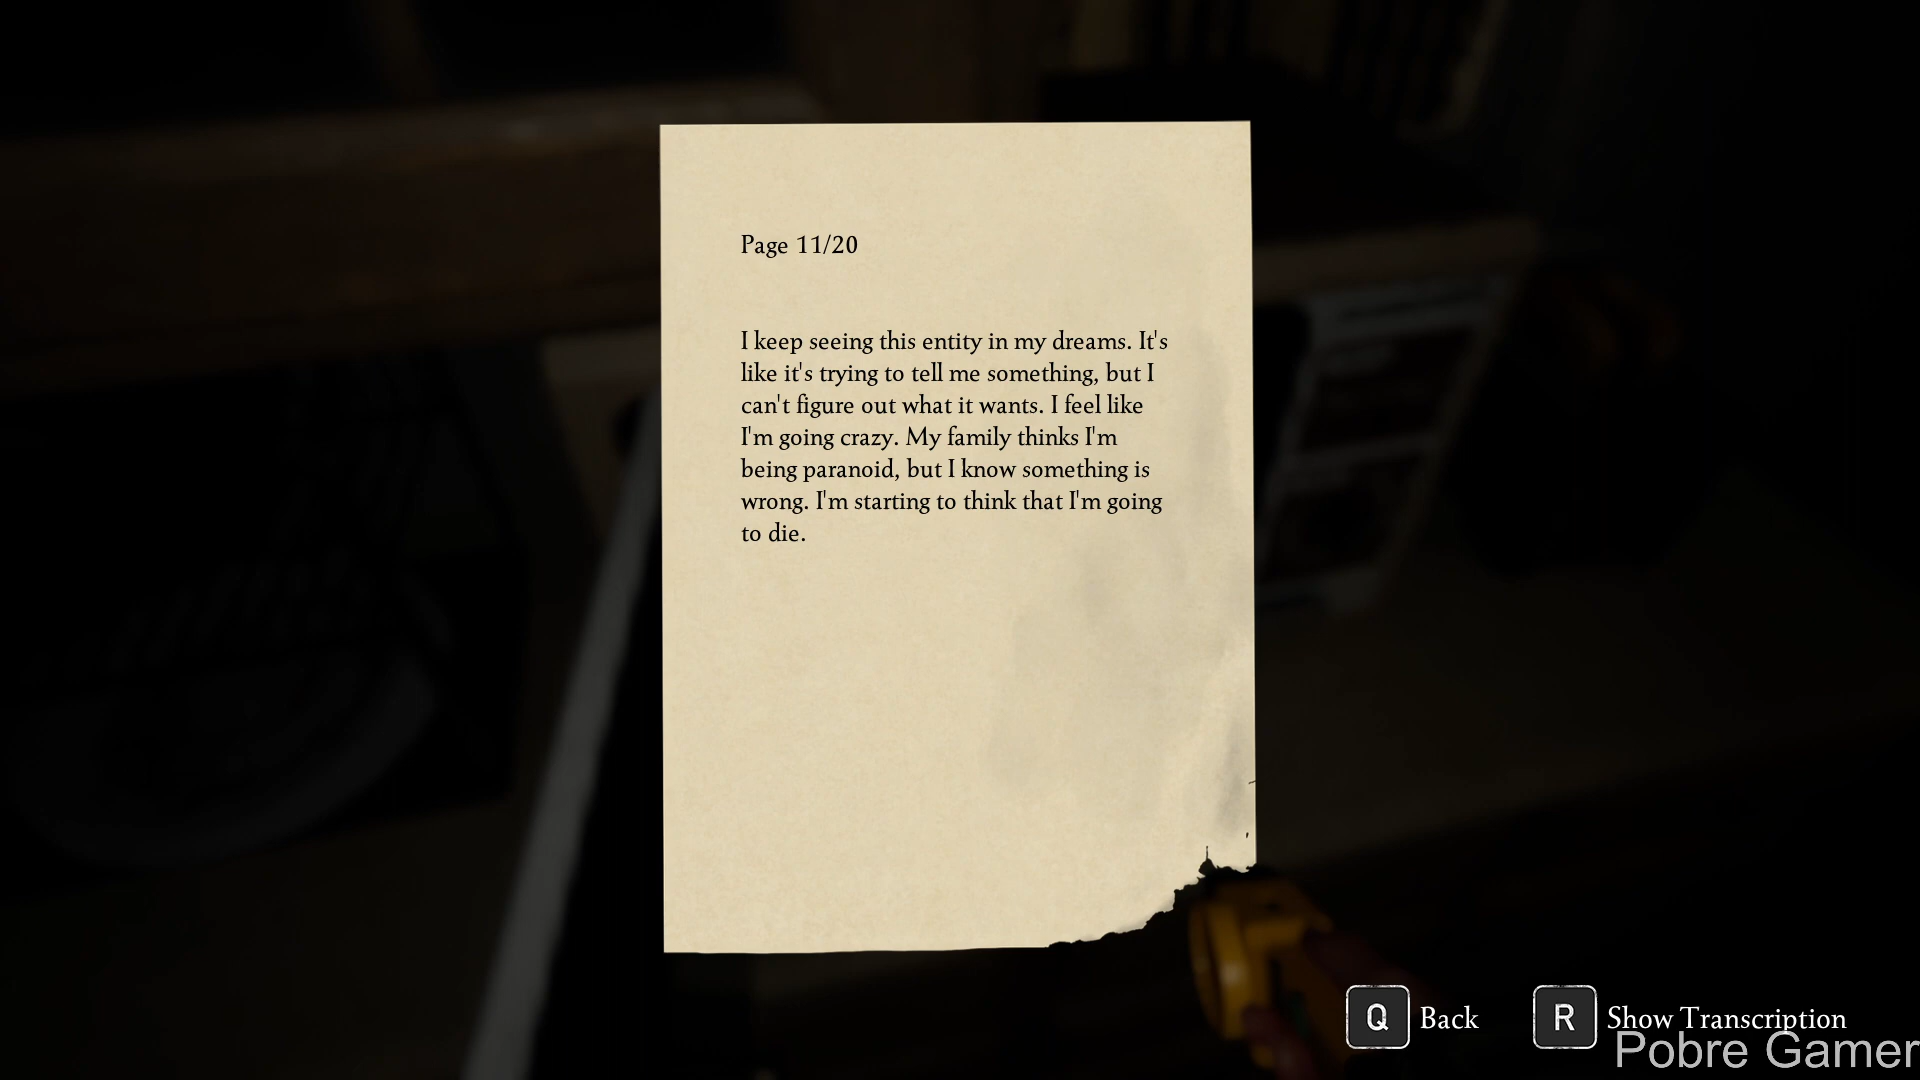 Page 11/20
I keep seeing this entity in my dreams. It's
like it's trying to tell me something, but I
can't figure out what it wants. I feel like
I'm going crazy. My family thinks I'm
being paranoid, but I know something is
wrong. I'm starting to think that I'm going
to die.
Q Back R Show Transcription
Pobre Gamer